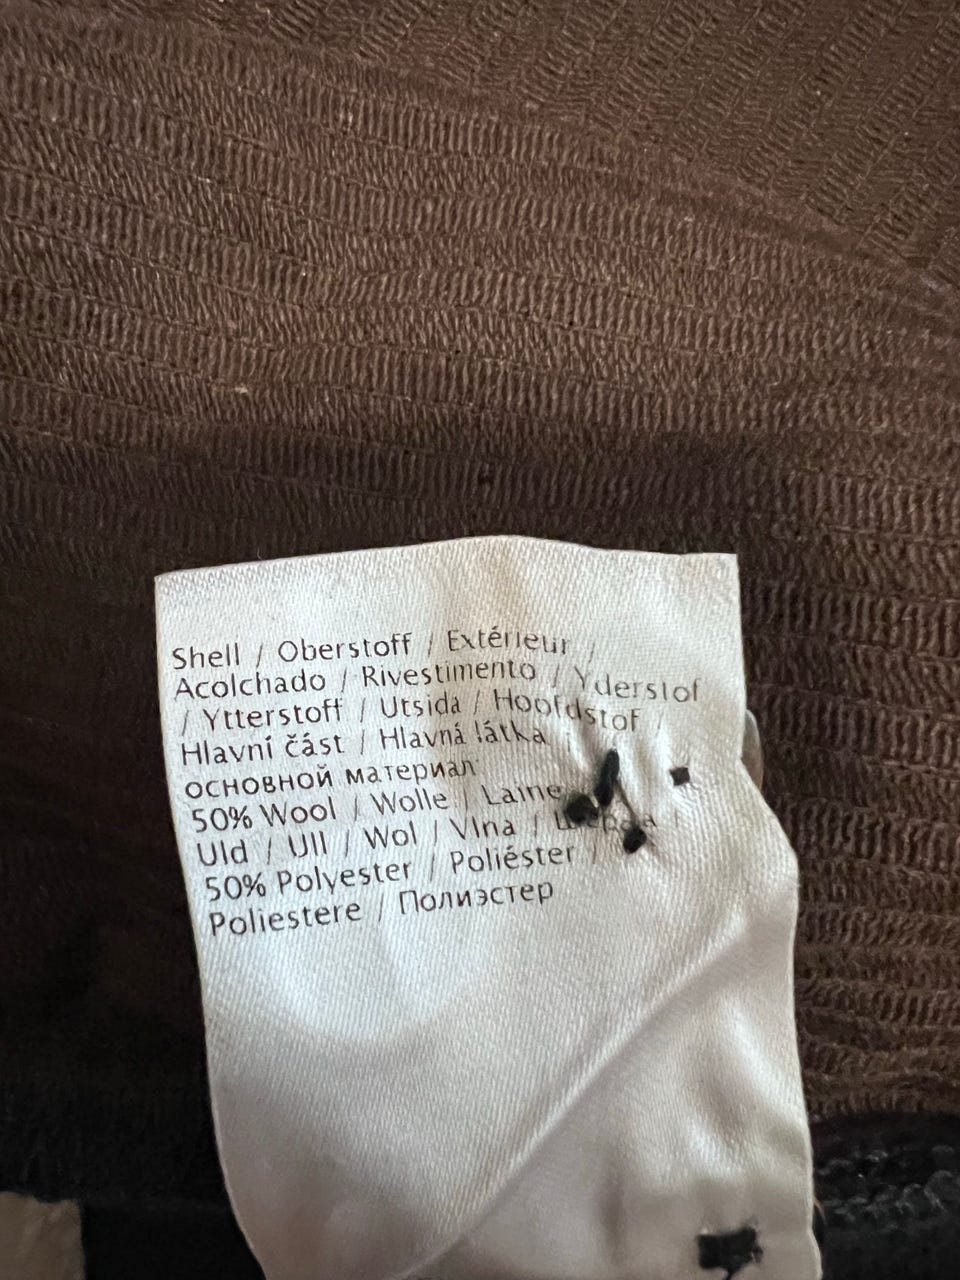 Shell / Oberstoff / Extérieur /
Acolchado / Rivestimento / Yderstof
/ Ytterstoff / Utsida / Hoofdstof /
Hlavní část / Hlavná látka /
основной материал
50% Wool / Wolle / Laine
Uld / Ull / Wol / Vlna /
50% Polyester / Poliéster /
Poliestere / Полиэстер